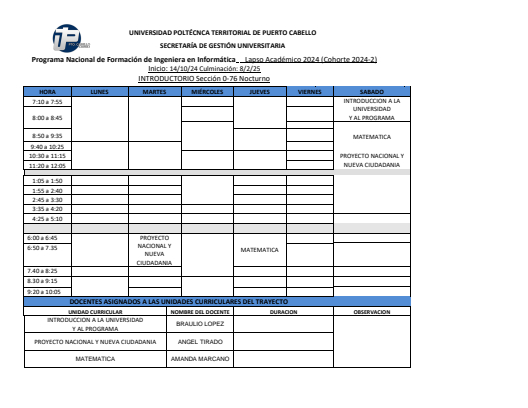 UNIVERSIDAD POLTÉCNCA TERRITORIAL DE PUERTO CABELLO
SECRETARÍA DE GESTIÓN UNIVERSITARIA
Programa Nacional de Formación de Ingeniera en Informática Lapso Académico 2024 (Cohorte 2024-2)
Inicio: 14/10/24 Culminación: 8/2/25
INTRODUCTORIO Sección 0-76 Nocturno
HORA LUNES MARTES MIÉRCOLES JUEVES VIERNES SABADO
7:10 a 7:55 INTRODUCCION A LA
UNIVERSIDAD
8:00 a 8:45 Y AL PROGRAMA
8:50 a 9:35 MATEMATICA
9:40 a 10:25
10:30 a 11:15 PROYECTO NACIONAL Y
11:20 a 12:05 NUEVA CIUDADANIA
1:05 a 1:50
1:55 a 2:40
2:45 a 3:30
3:35 a 4:20
4:25 a 5:10
6:00 a 6:45 PROYECTO
6:50 a 7.35 NACIONAL Y MATEMATICA
NUEVA
CIUDADANIA
7.40 a 8:25
8.30 a 9:15
9:20 a 10:05
DOCENTES ASIGNADOS A LAS UNIDADES CURRICULARES DEL TRAYECTO
UNIDAD CURRICULAR NOMBRE DEL DOCENTE DURACION OBSERVACION
INTRODUCCION A LA UNIVERSIDAD
Y AL PROGRAMA BRAULIO LOPEZ
PROYECTO NACIONAL Y NUEVA CIUDADANIA ANGEL TIRADO
MATEMATICA AMANDA MARCANO